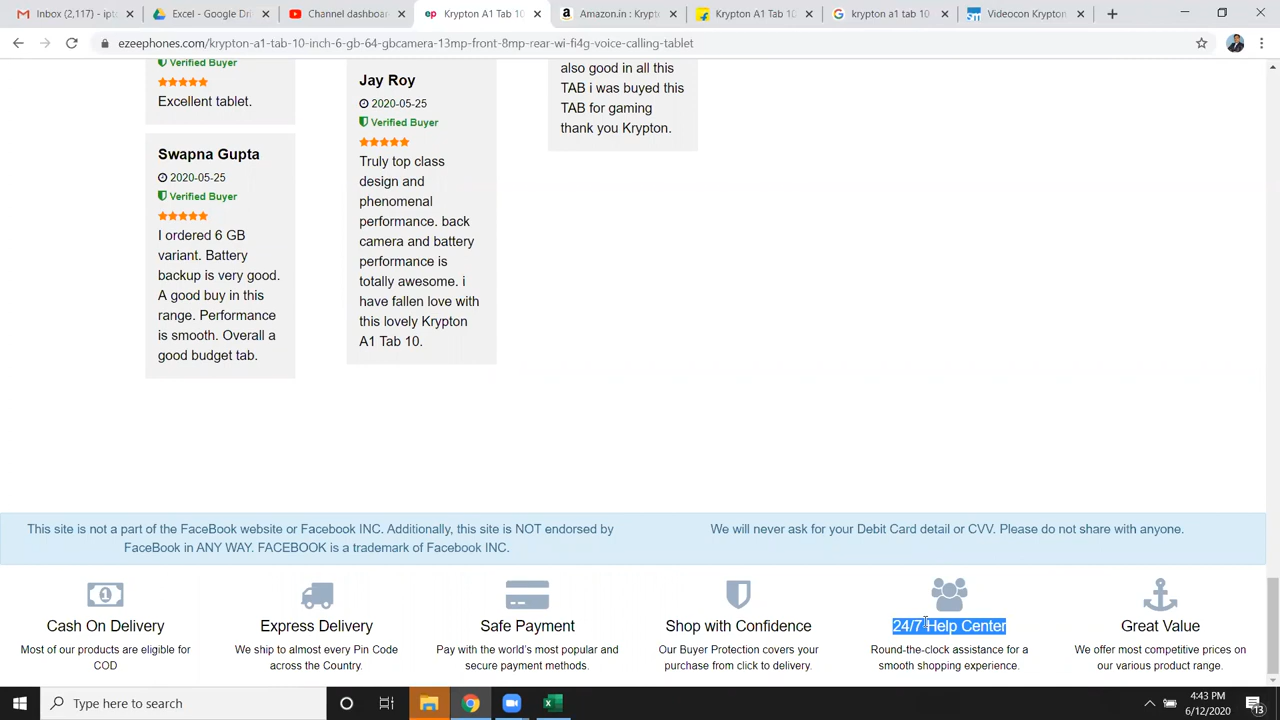 Inbox (2,117) - ipt
Excel - Google Dri
Channel dashboar
Krypton A1 Tab 10
Amazon.in : Krypt
Krypton A1 Tab 10
krypton a1 tab 10
Videocon Krypton
ezeephones.com/krypton-a1-tab-10-inch-6-gb-64-gbcamera-13mp-front-8mp-rear-wi-fi4g-voice-calling-tablet
Verified Buyer
Excellent tablet.
Swapna Gupta
2020-05-25
Verified Buyer
I ordered 6 GB
variant. Battery
backup is very good.
A good buy in this
range. Performance
is smooth. Overall a
good budget tab.
Jay Roy
2020-05-25
Verified Buyer
Truly top class
design and
phenomenal
performance. back
camera and battery
performance is
totally awesome. i
have fallen love with
this lovely Krypton
A1 Tab 10.
also good in all this
TAB i was buyed this
TAB for gaming
thank you Krypton.
This site is not a part of the FaceBook website or Facebook INC. Additionally, this site is NOT endorsed by
FaceBook in ANY WAY. FACEBOOK is a trademark of Facebook INC.
We will never ask for your Debit Card detail or CVV. Please do not share with anyone.
Cash On Delivery
Most of our products are eligible for
COD
Express Delivery
We ship to almost every Pin Code
across the Country.
Safe Payment
Pay with the world's most popular and
secure payment methods.
Shop with Confidence
Our Buyer Protection covers your
purchase from click to delivery.
24/7 Help Center
Round-the-clock assistance for a
smooth shopping experience.
Great Value
We offer most competitive prices on
our various product range.
Type here to search
4:43 PM
6/12/2020
13